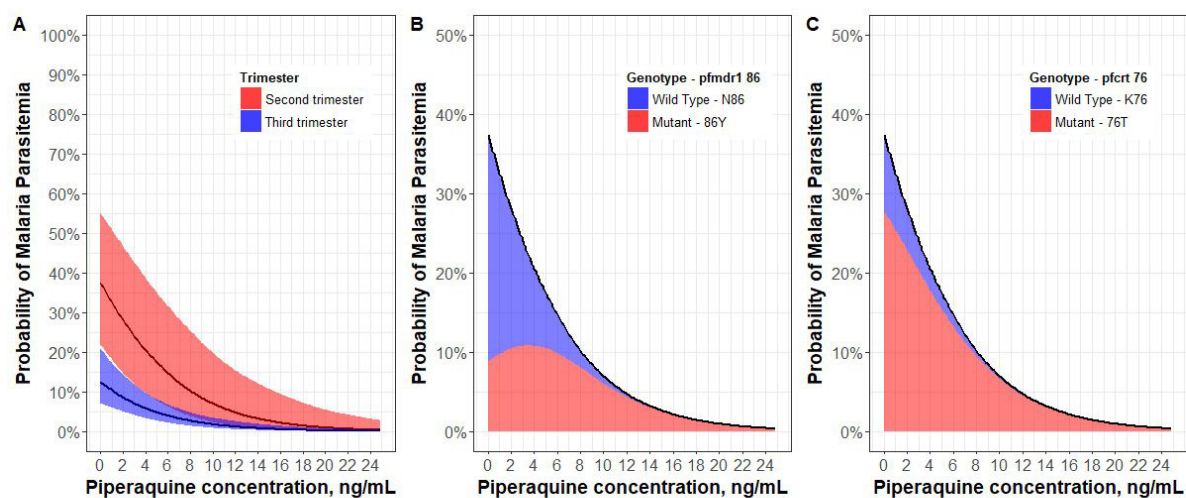 A
Probability of Malaria Parasitemia
100%
90%
80%
70%
60%
50%
40%
30%
20%
10%
0%
Trimester
Second trimester
Third trimester
0 2 4 6 8 10 12 14 16 18 20 22 24
Piperaquine concentration, ng/mL
B
Probability of Malaria Parasitemia
50%
40%
30%
20%
10%
0%
Genotype - pfmdr1 86
Wild Type - N86
Mutant - 86Y
0 2 4 6 8 10 12 14 16 18 20 22 24
Piperaquine concentration, ng/mL
C
Probability of Malaria Parasitemia
50%
40%
30%
20%
10%
0%
Genotype - pfcrt 76
Wild Type - K76
Mutant - 76T
0 2 4 6 8 10 12 14 16 18 20 22 24
Piperaquine concentration, ng/mL